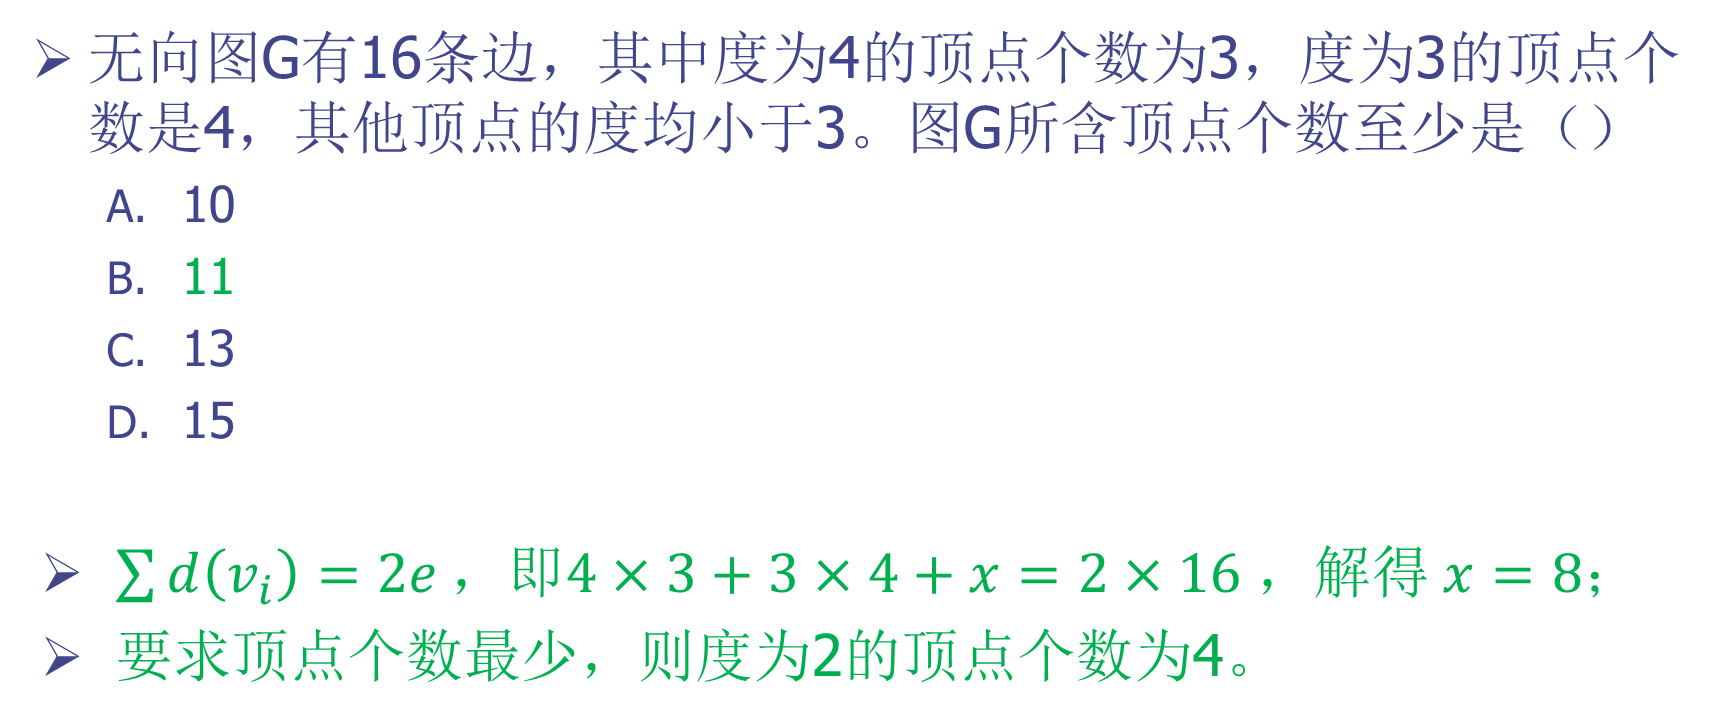 ➢ 无向图G有16条边，其中度为4的顶点个数为3，度为3的顶点个
数是4，其他顶点的度均小于3。图G所含顶点个数至少是（）
A. 10
B. 11
C. 13
D. 15
➢ ∑ d(vᵢ) = 2e ，即4 × 3 + 3 × 4 + x = 2 × 16 ，解得 x = 8；
➢ 要求顶点个数最少，则度为2的顶点个数为4。